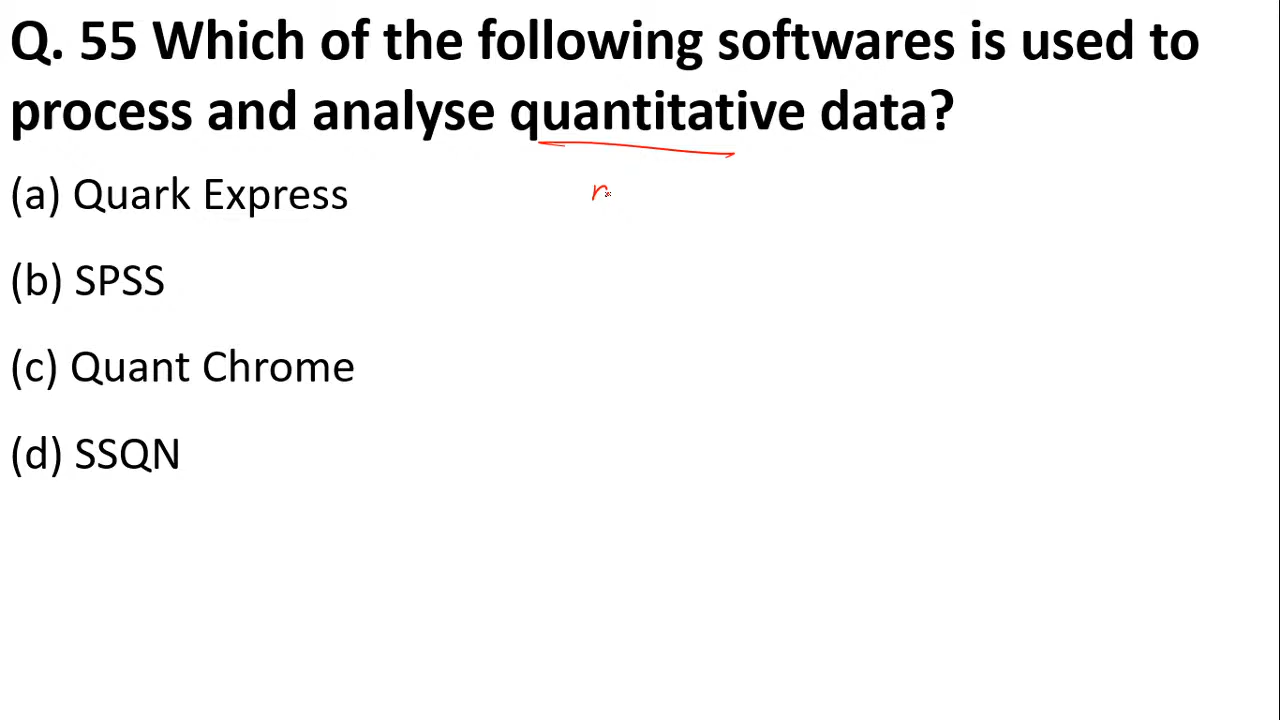 Q. 55 Which of the following softwares is used to
process and analyse quantitative data?
(a) Quark Express
(b) SPSS
(c) Quant Chrome
(d) SSQN